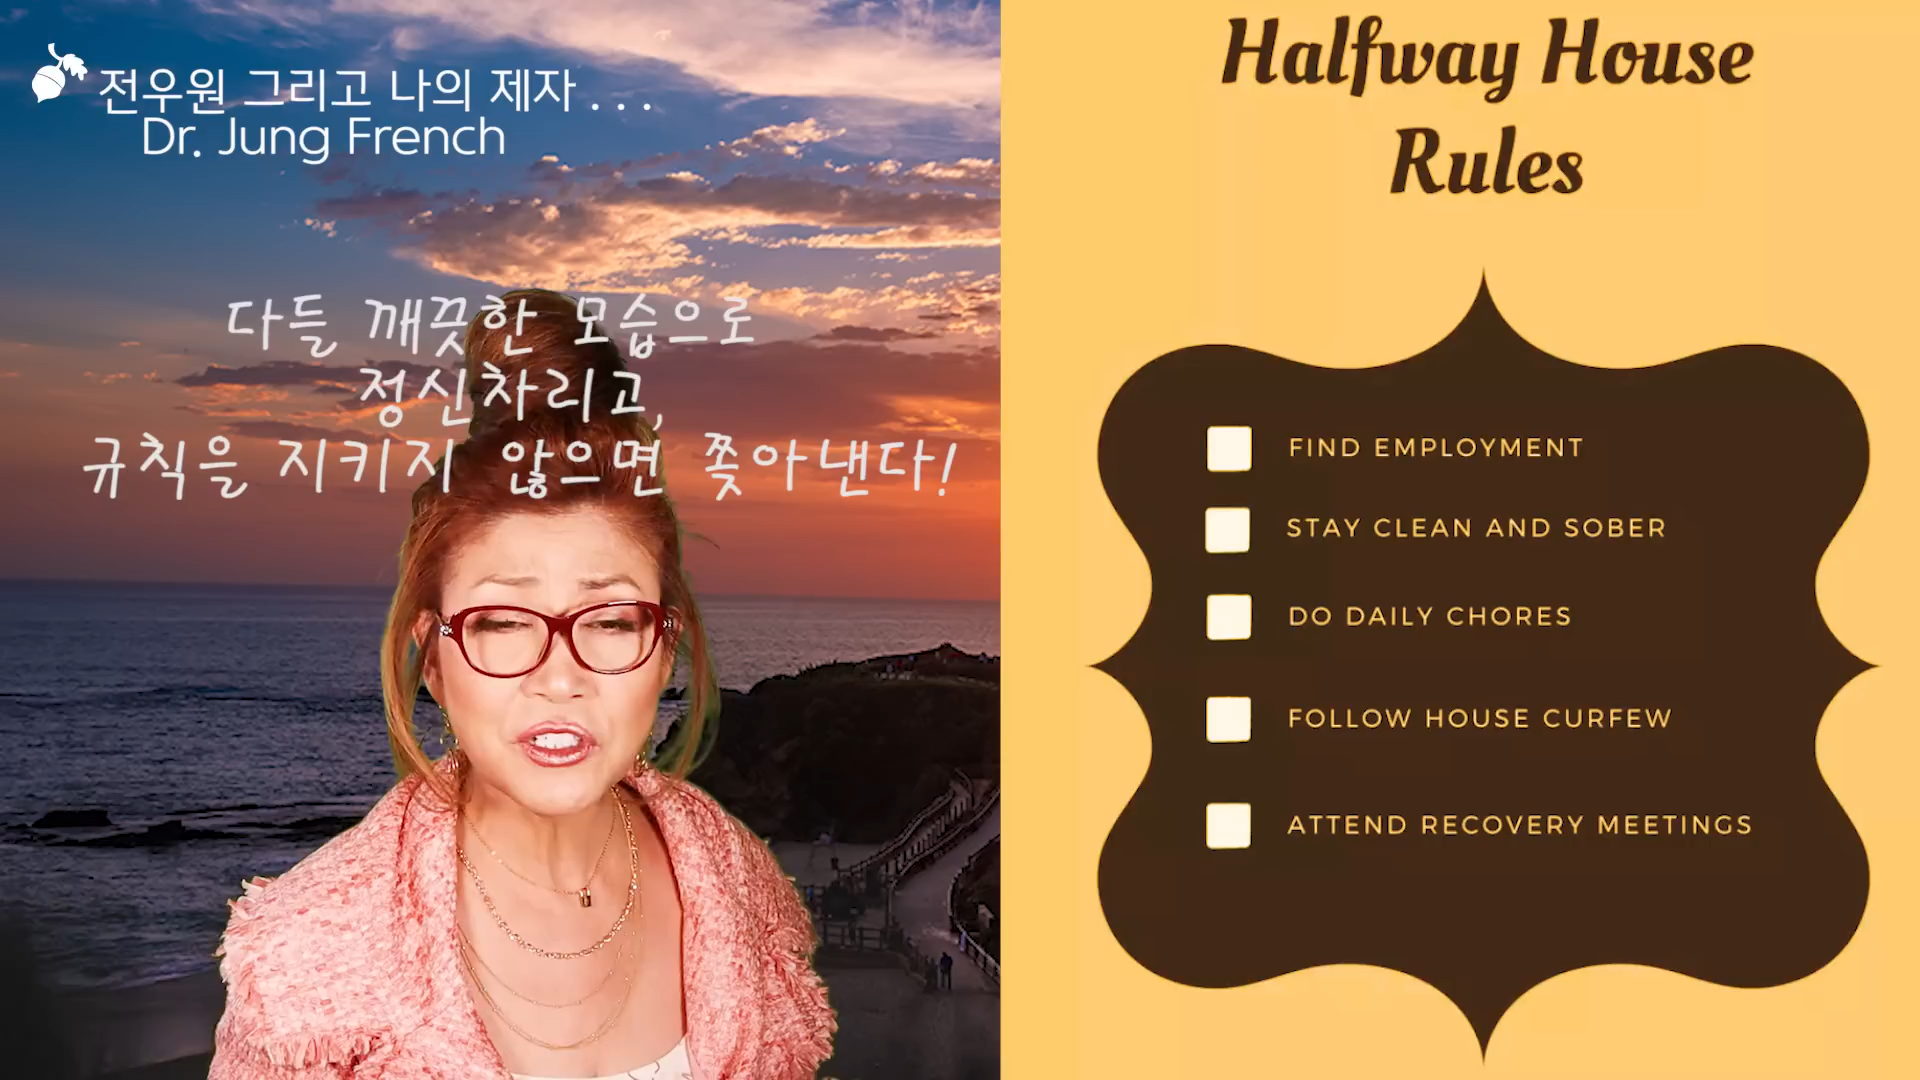 전우원 그리고 나의 제자 . . .
Dr. Jung French
다들 깨끗한 모습으로
정신차리고,
규칙을 지키지 않으면 쫒아낸다!
Halfway House
Rules
FIND EMPLOYMENT
STAY CLEAN AND SOBER
DO DAILY CHORES
FOLLOW HOUSE CURFEW
ATTEND RECOVERY MEETINGS